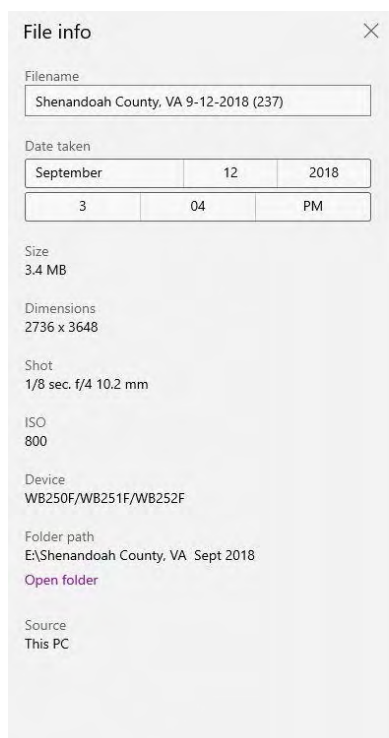 File info
Filename
Shenandoah County, VA 9-12-2018 (237)
Date taken
September 12 2018
3 04 PM
Size
3.4 MB
Dimensions
2736 x 3648
Shot
1/8 sec. f/4 10.2 mm
ISO
800
Device
WB250F/WB251F/WB252F
Folder path
E:\Shenandoah County, VA  Sept 2018
Open folder
Source
This PC